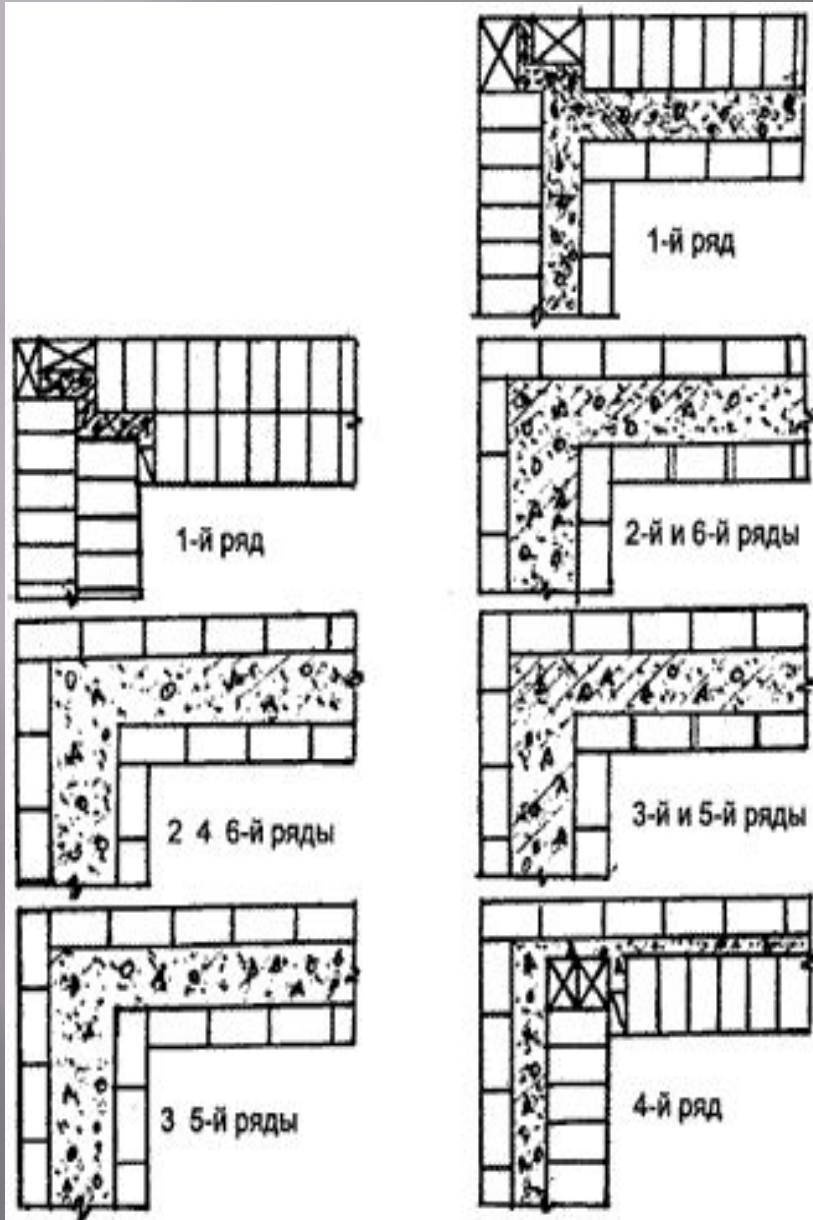 1-й ряд
1-й ряд
2-й и 6-й ряды
2 4 6-й ряды
3-й и 5-й ряды
3 5-й ряды
4-й ряд